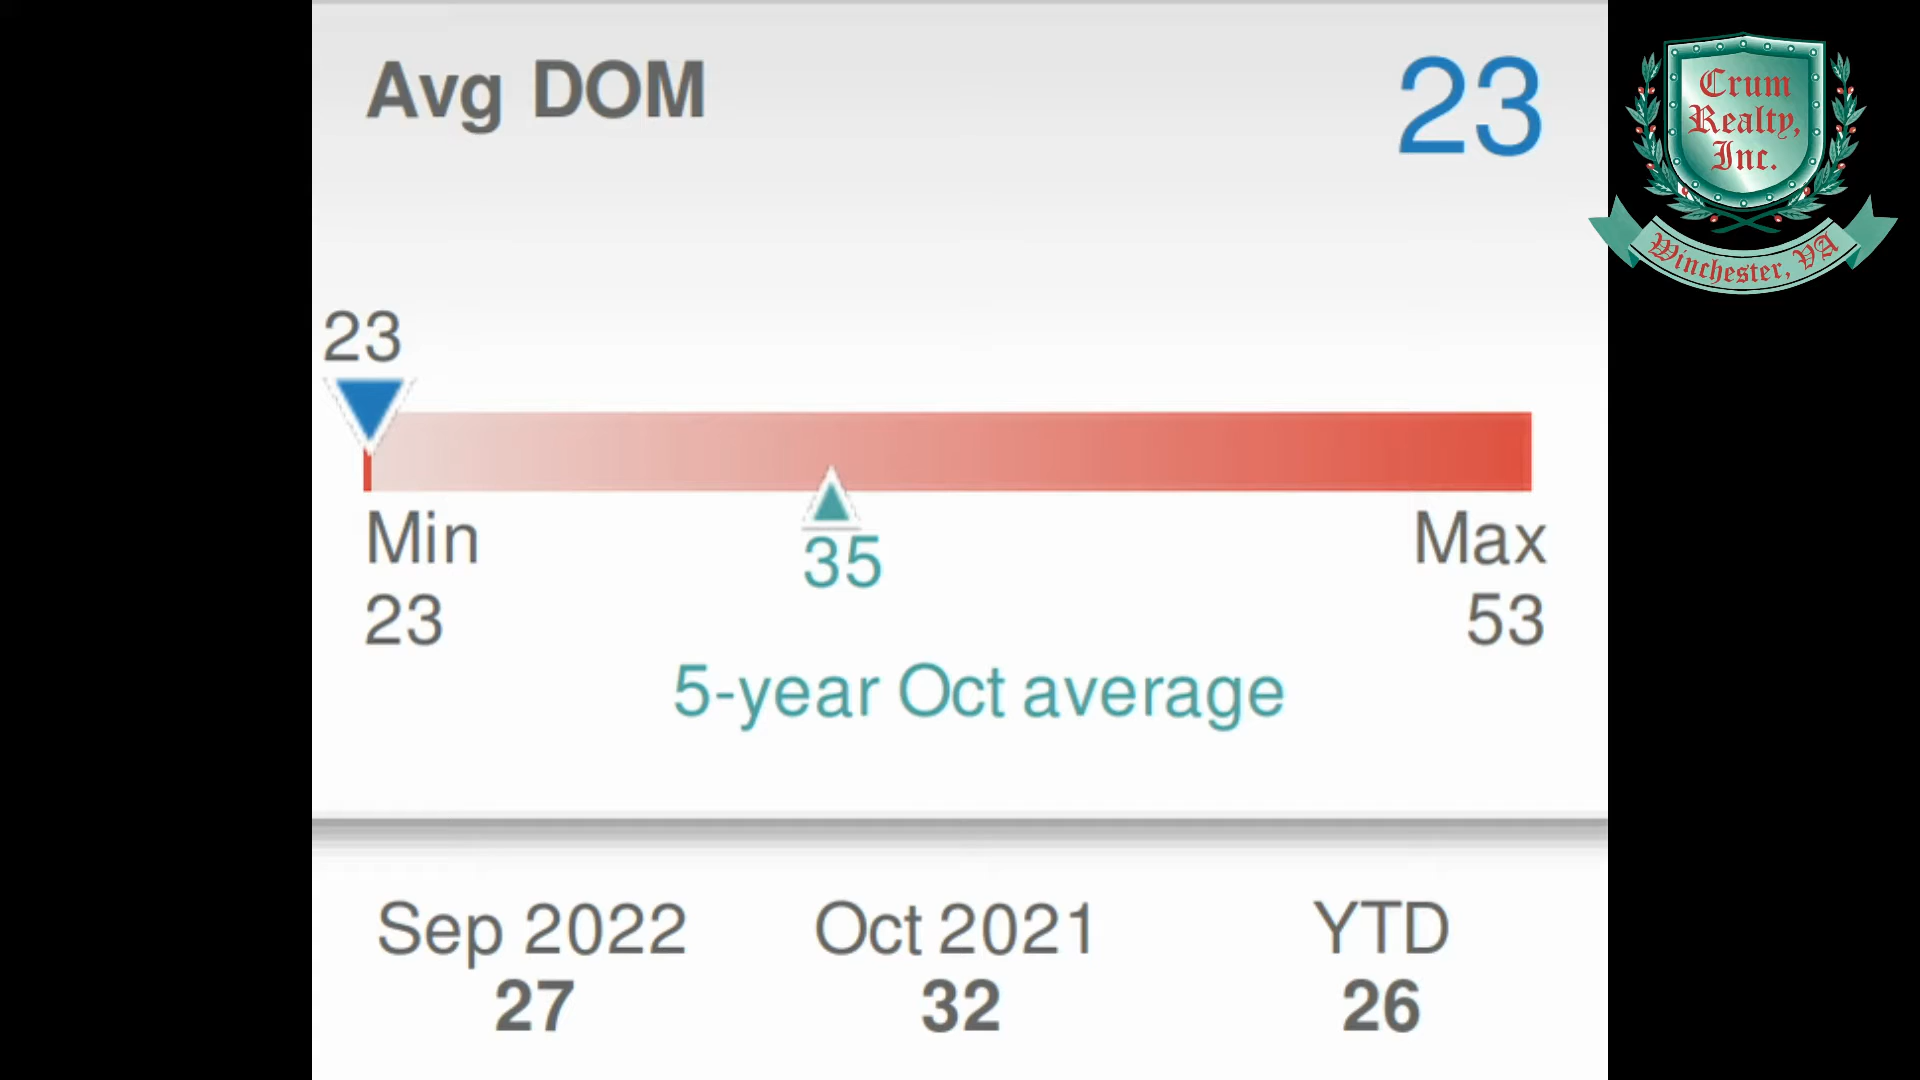 Avg DOM
23
Crum
Realty,
Inc.
Winchester, VA
23
Min
23
35
Max
53
5-year Oct average
Sep 2022
27
Oct 2021
32
YTD
26